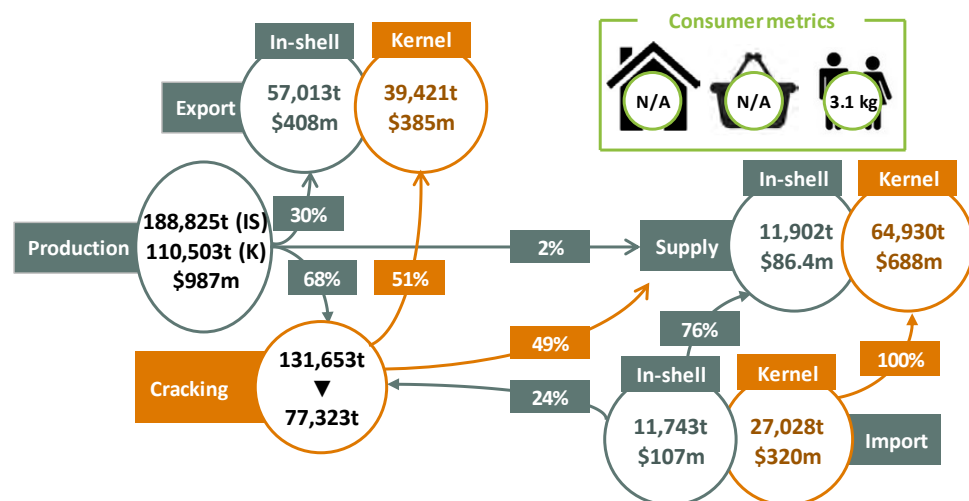 Consumer metrics
N/A
N/A
3.1 kg
In-shell
Kernel
Export
57,013t
$408m
39,421t
$385m
Production
188,825t (IS)
110,503t (K)
$987m
30%
68%
51%
2%
Supply
In-shell
Kernel
11,902t
$86.4m
64,930t
$688m
Cracking
131,653t
▼
77,323t
49%
24%
76%
100%
In-shell
Kernel
11,743t
$107m
27,028t
$320m
Import